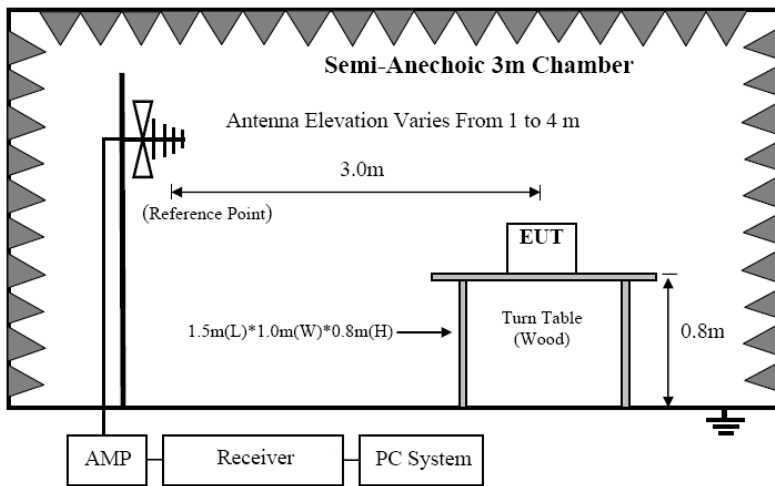 Semi-Anechoic 3m Chamber
Antenna Elevation Varies From 1 to 4 m
3.0m
(Reference Point)
EUT
1.5m(L)*1.0m(W)*0.8m(H)
Turn Table
(Wood)
0.8m
AMP
Receiver
PC System